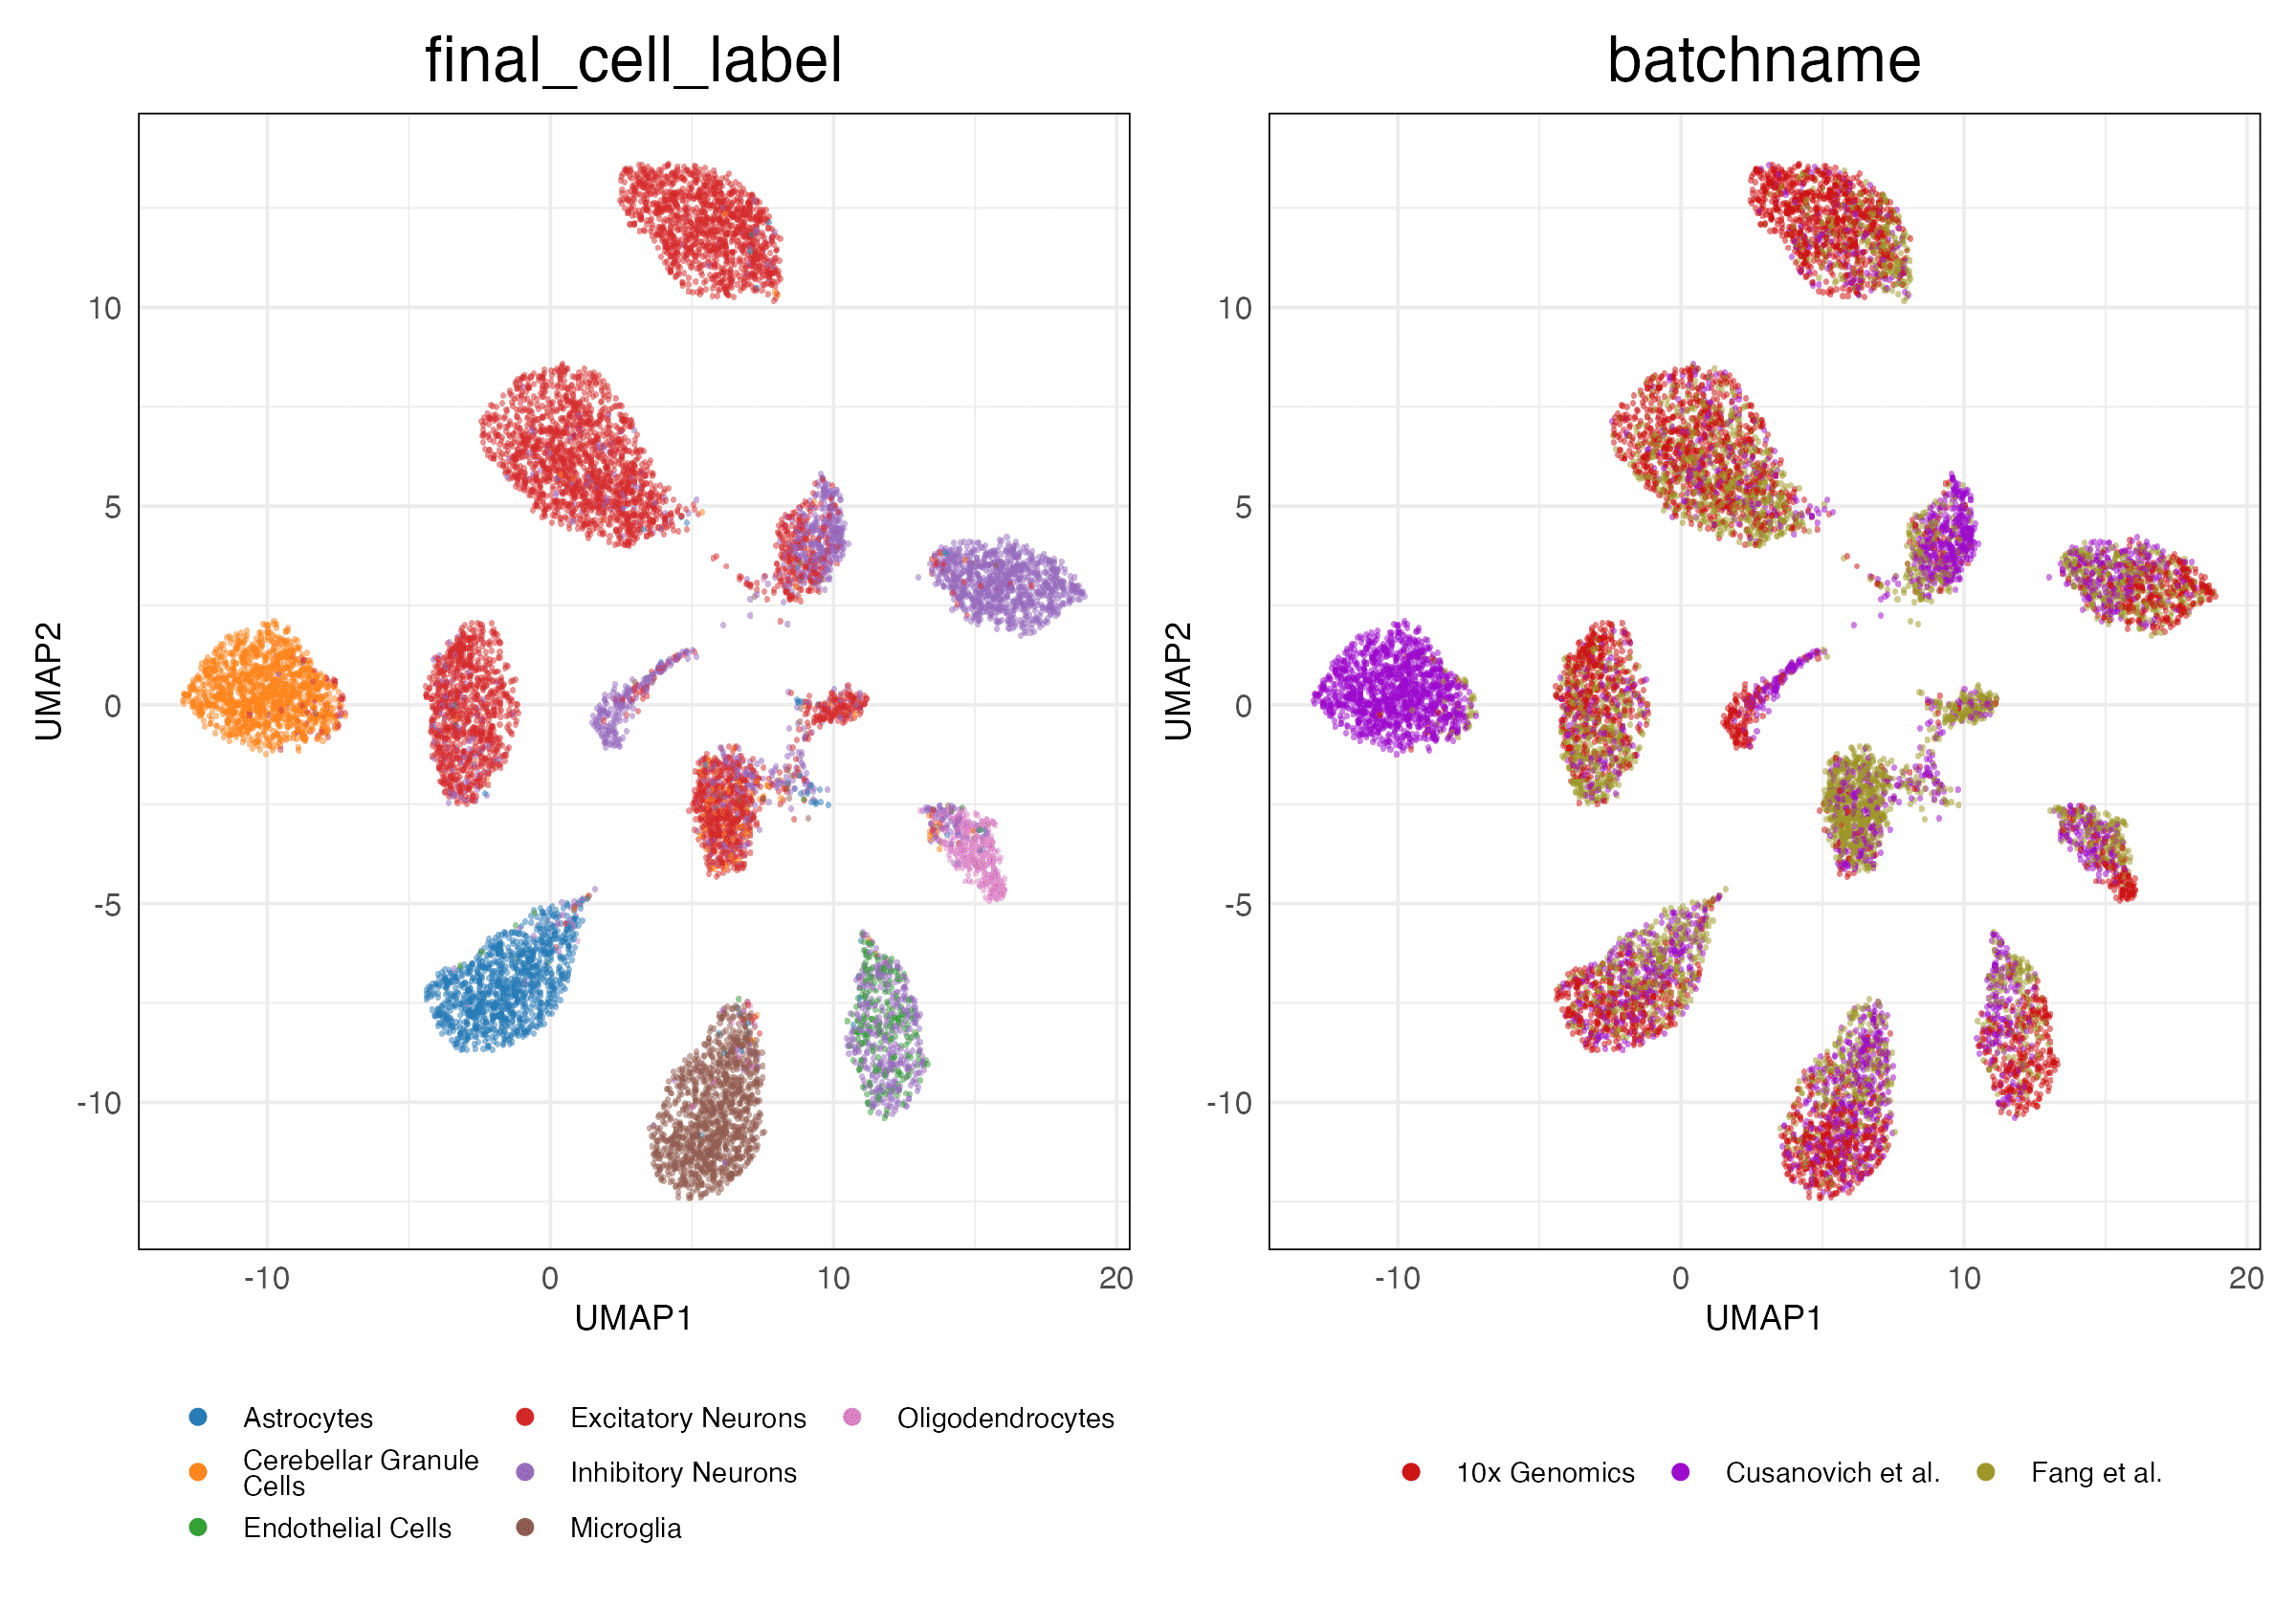 final_cell_label
batchname
10
5
0
-5
-10
UMAP2
-10
0
10
20
UMAP1
10
5
0
-5
-10
UMAP2
-10
0
10
20
UMAP1
Astrocytes
Cerebellar Granule
Cells
Endothelial Cells
Excitatory Neurons
Inhibitory Neurons
Microglia
Oligodendrocytes
10x Genomics
Cusanovich et al.
Fang et al.